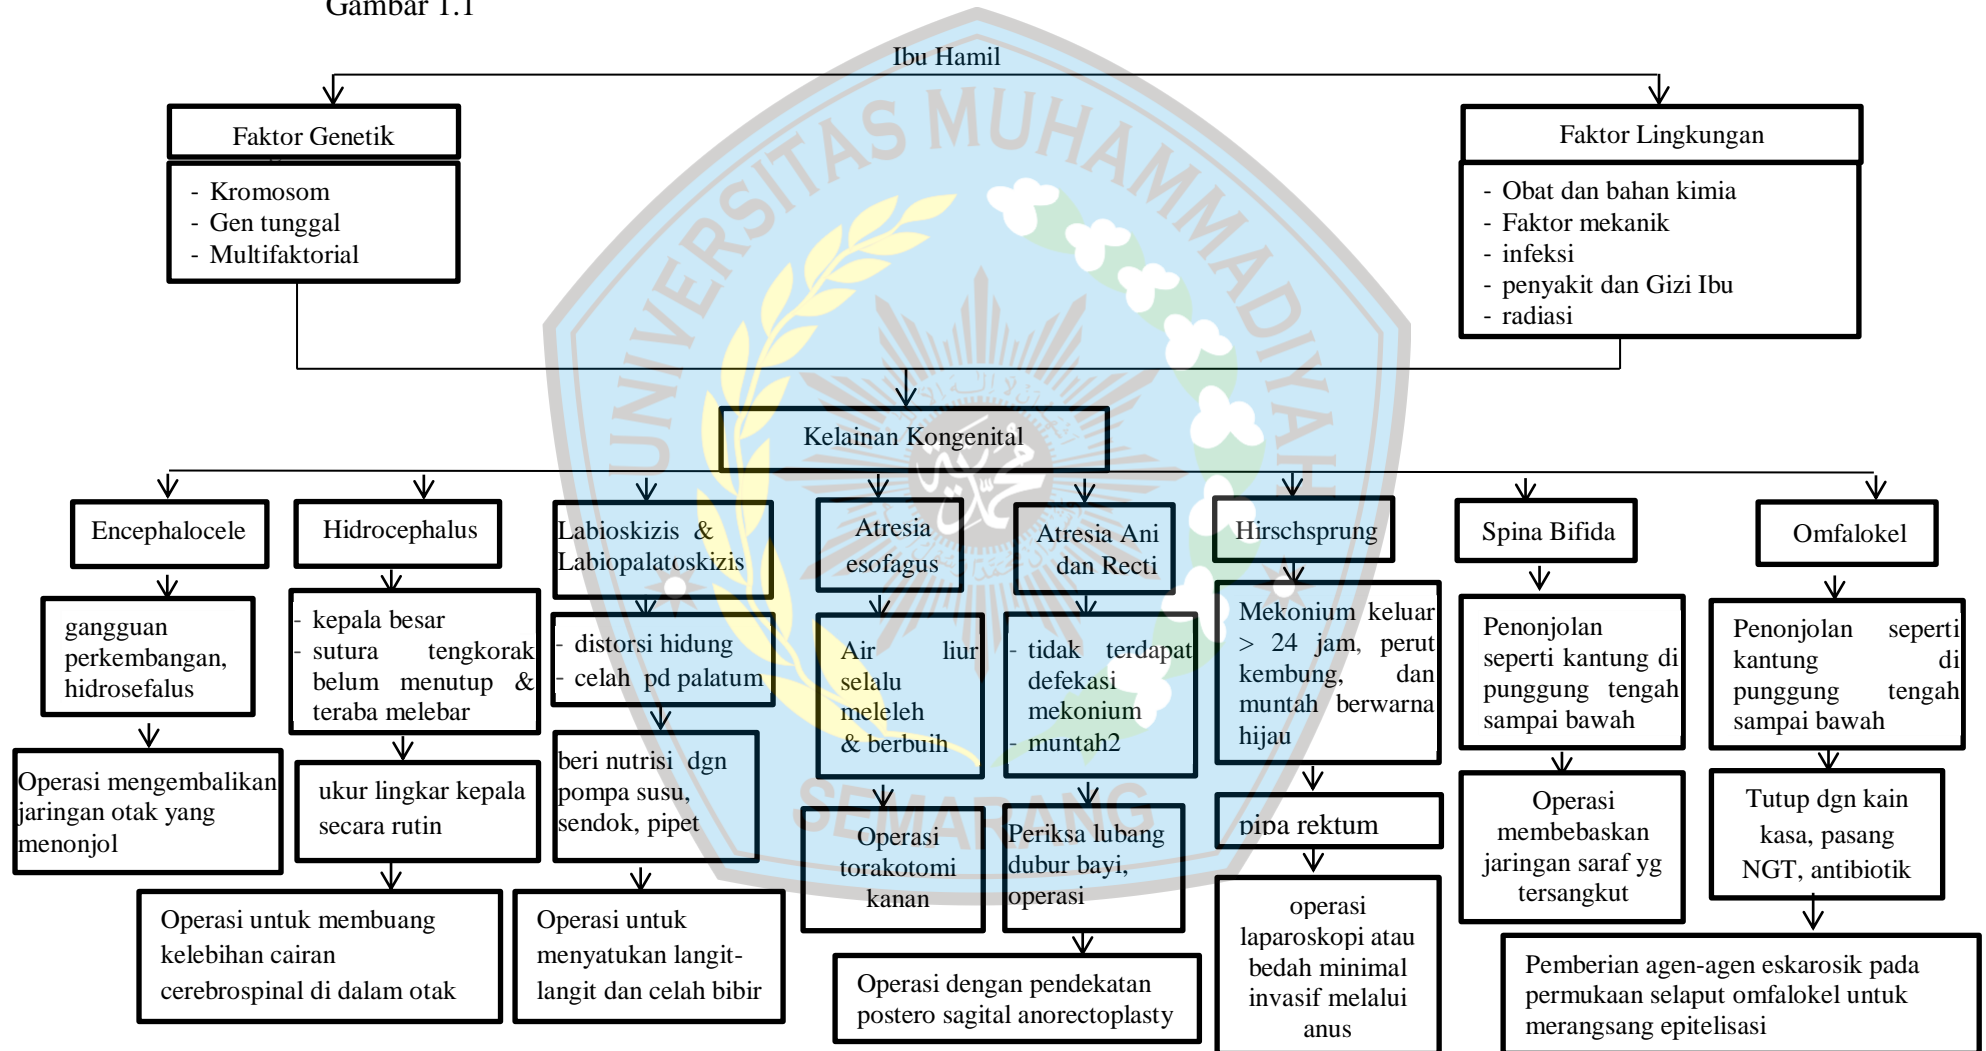 Gambar 1.1
Ibu Hamil
Faktor Genetik
- Kromosom
- Gen tunggal
- Multifaktorial
Faktor Lingkungan
- Obat dan bahan kimia
- Faktor mekanik
- infeksi
- penyakit dan Gizi Ibu
- radiasi
UNIVERSITAS MUHAMMADIYAH
SEMARANG
Kelainan Kongenital
Encephalocele
gangguan
perkembangan,
hidrosefalus
Operasi mengembalikan
jaringan otak yang
menonjol
Hidrocephalus
- kepala besar
- sutura tengkorak
belum menutup &
teraba melebar
ukur lingkar kepala
secara rutin
Operasi untuk membuang
kelebihan cairan
cerebrospinal di dalam otak
Labioskizis &
Labiopalatoskizis
- distorsi hidung
- celah pd palatum
beri nutrisi dgn
pompa susu,
sendok, pipet
Operasi untuk
menyatukan langit-
langit dan celah bibir
Atresia
esofagus
Air liur
selalu
meleleh
& berbuih
Operasi
torakotomi
kanan
Atresia Ani
dan Recti
- tidak terdapat
defekasi
mekonium
- muntah2
Periksa lubang
dubur bayi,
operasi
Operasi dengan pendekatan
postero sagital anorectoplasty
Hirschsprung
Mekonium keluar
> 24 jam, perut
kembung, dan
muntah berwarna
hijau
pipa rektum
operasi
laparoskopi atau
bedah minimal
invasif melalui
anus
Spina Bifida
Penonjolan
seperti kantung di
punggung tengah
sampai bawah
Operasi
membebaskan
jaringan saraf yg
tersangkut
Omfalokel
Penonjolan seperti
kantung di
punggung tengah
sampai bawah
Tutup dgn kain
kasa, pasang
NGT, antibiotik
Pemberian agen-agen eskarosik pada
permukaan selaput omfalokel untuk
merangsang epitelisasi